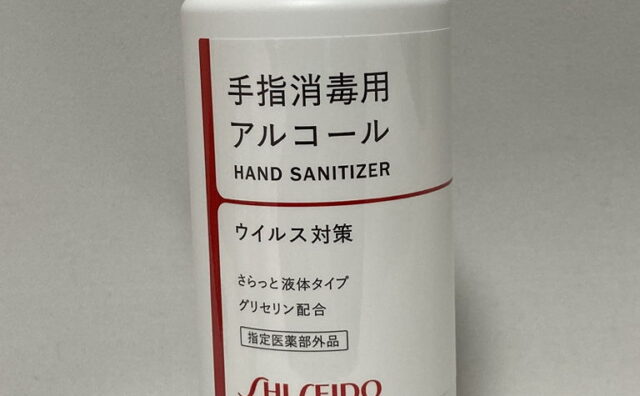 手指消毒用
アルコール
HAND SANITIZER
ウイルス対策
さらっと液体タイプ
グリセリン配合
指定医薬部外品
SHISEIDO